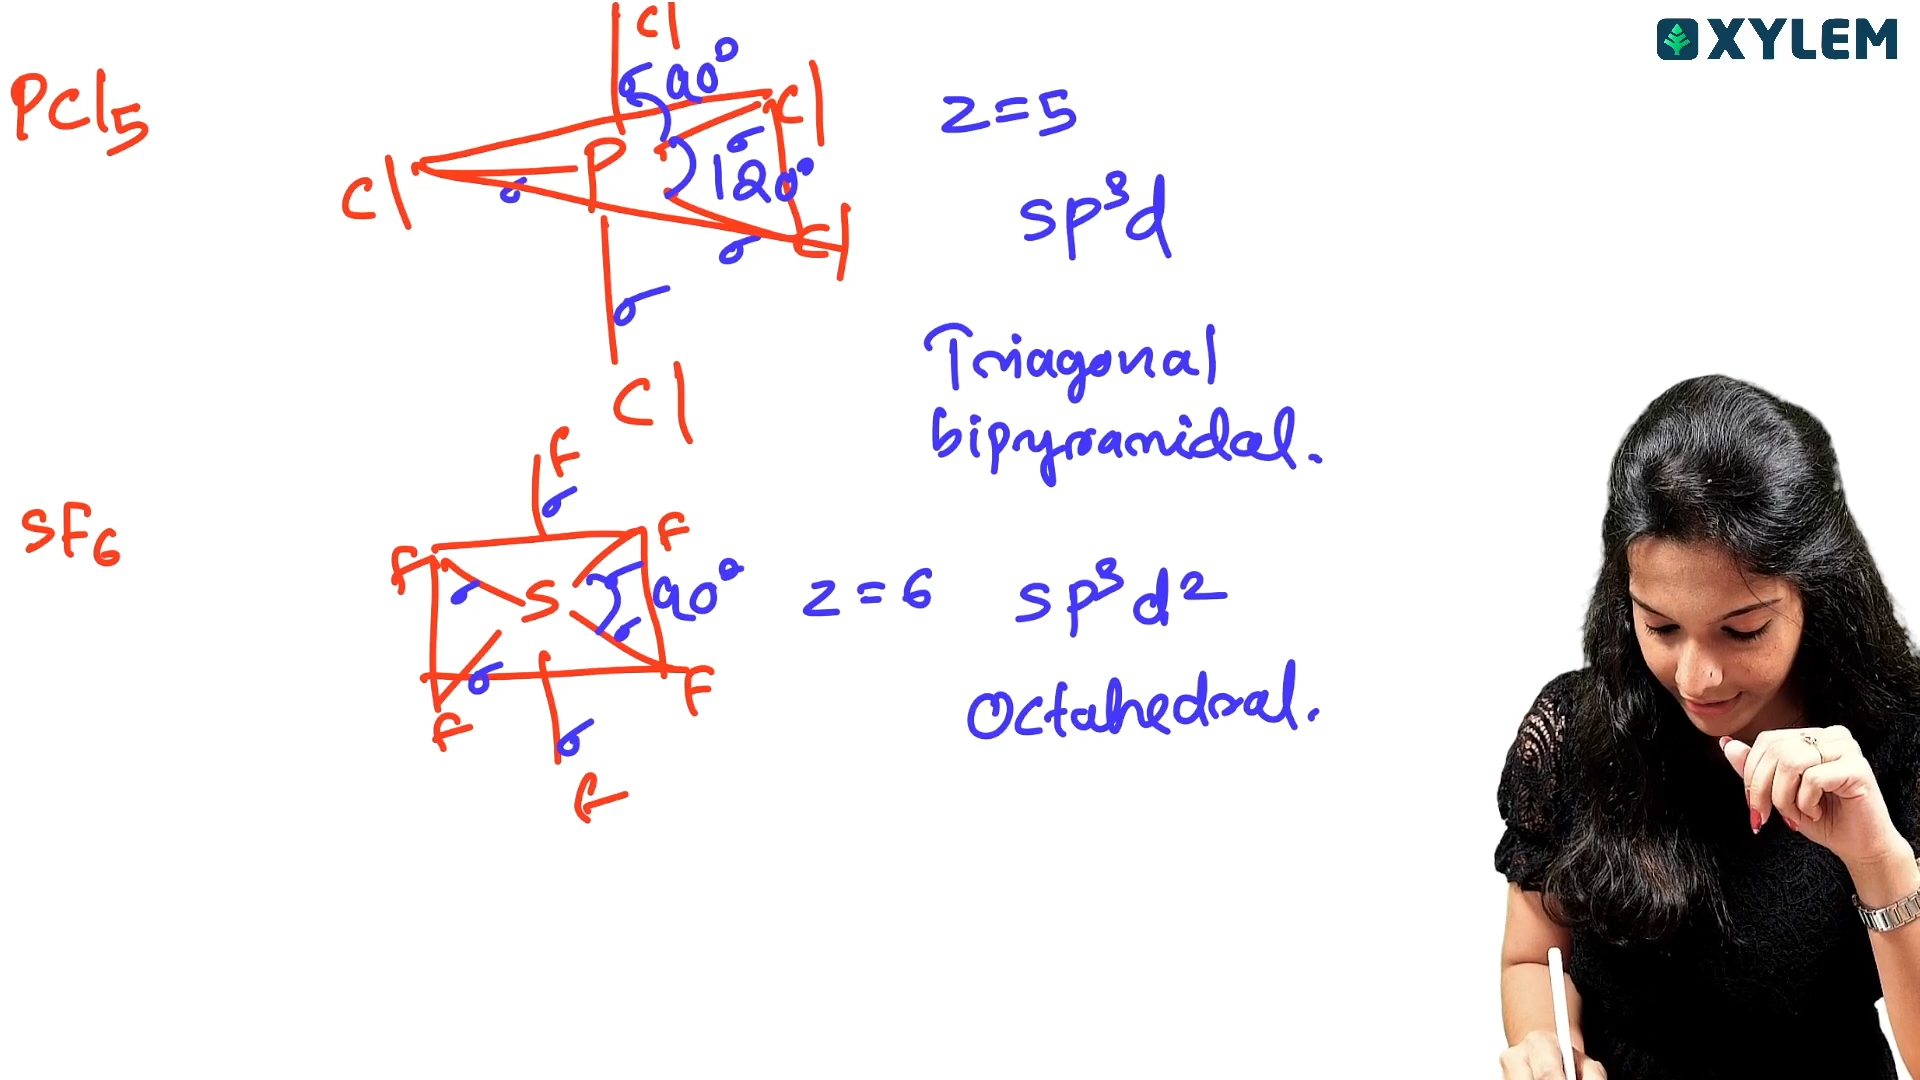 XYLEM
PCl5
Cl
σ 90°
Cl
z=5
P
σ
120°
Cl
σ
σ
Cl
sp³d
σ
Cl
Triagonal
bipyramidal.
SF6
F
σ
F
F
σ
S
90°
σ
z=6
sp³d²
σ
F
F
σ
F
Octahedral.